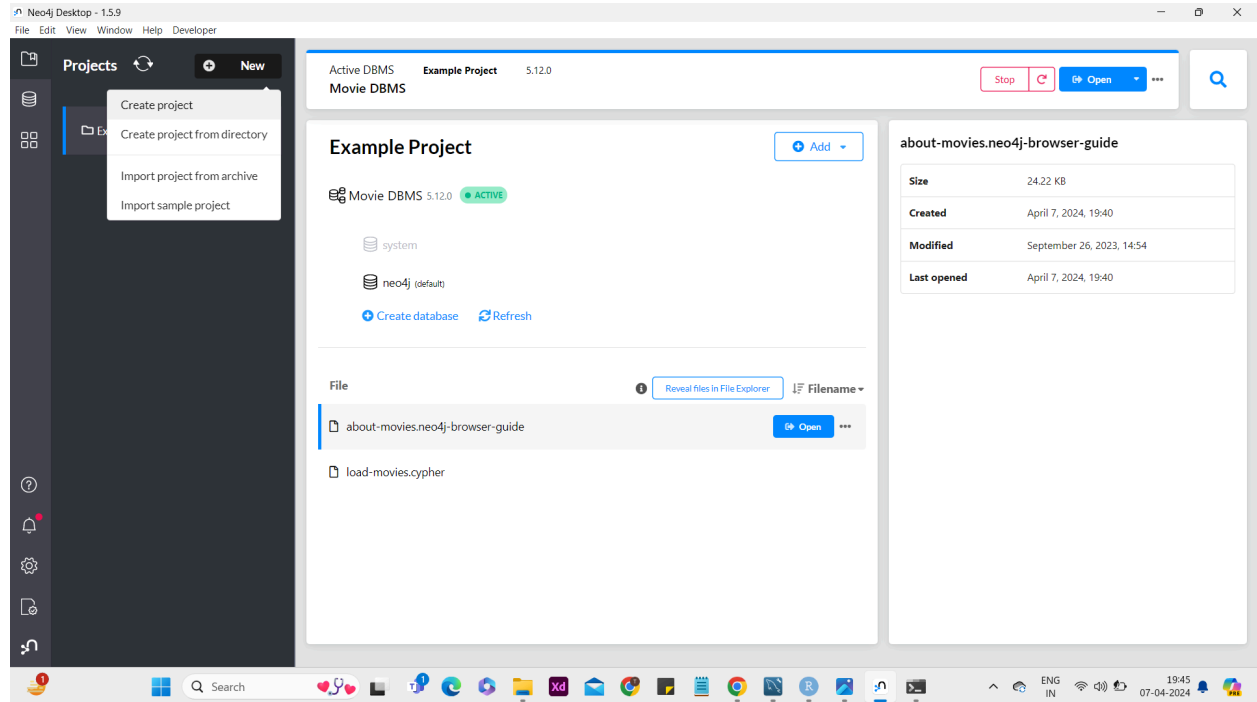 Neo4j Desktop - 1.5.9
File Edit View Window Help Developer
Projects
New
Create project
Create project from directory
Import project from archive
Import sample project
Ex
Active DBMS Example Project 5.12.0
Movie DBMS
Stop
Open
Example Project
Add
Movie DBMS 5.12.0 ACTIVE
system
neo4j (default)
Create database Refresh
File
Reveal files in File Explorer
Filename
about-movies.neo4j-browser-guide
Open
load-movies.cypher
about-movies.neo4j-browser-guide
Size 24.22 KB
Created April 7, 2024, 19:40
Modified September 26, 2023, 14:54
Last opened April 7, 2024, 19:40
1
Search
Xd
R
ENG
IN
19:45
07-04-2024
PRE